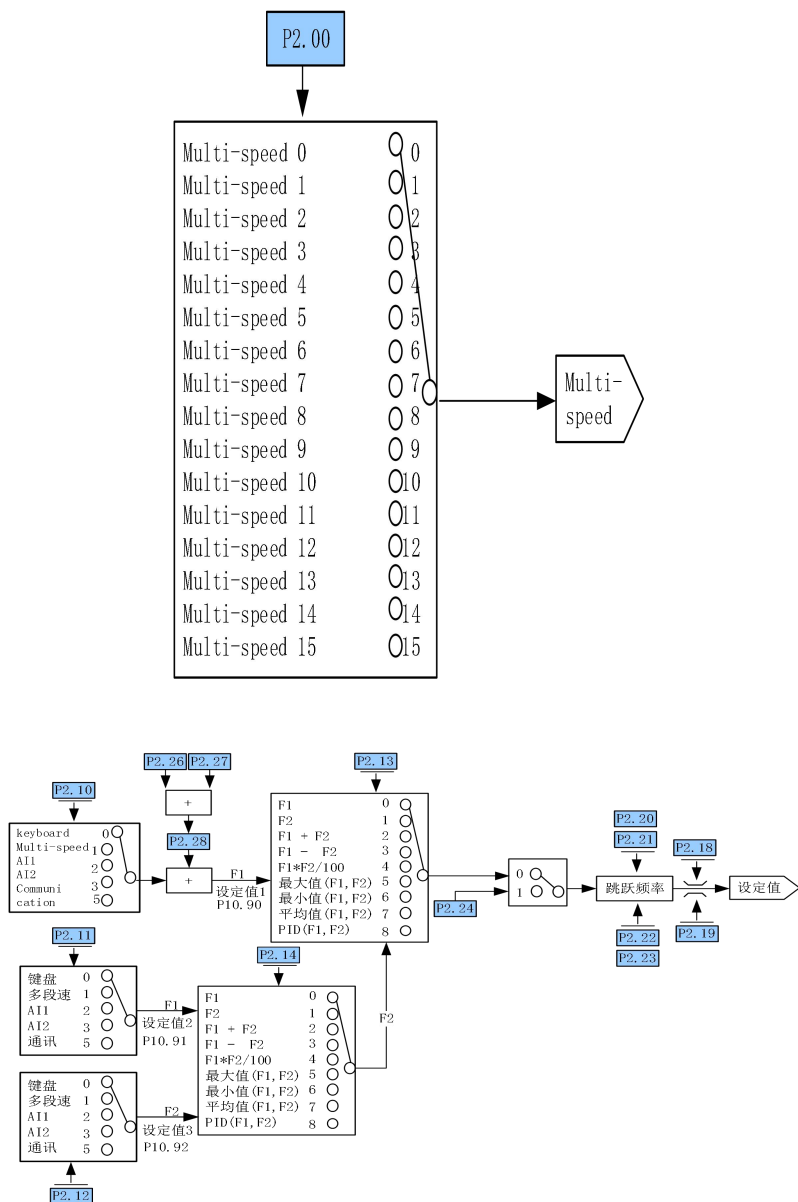 P2.00
Multi-speed 0 0
Multi-speed 1 1
Multi-speed 2 2
Multi-speed 3 3
Multi-speed 4 4
Multi-speed 5 5
Multi-speed 6 6
Multi-speed 7 7
Multi-speed 8 8
Multi-speed 9 9
Multi-speed 10 10
Multi-speed 11 11
Multi-speed 12 12
Multi-speed 13 13
Multi-speed 14 14
Multi-speed 15 15
Multi-
speed
P2.26 P2.27
+
P2.28
+
P2.10
keyboard 0
Multi-speed 1
AI1 2
AI2
Communi 3
cation 5
F1
设定值1
P10.90
P2.13
F1 0
F2 1
F1 + F2 2
F1 - F2 3
F1*F2/100 4
最大值(F1,F2) 5
最小值(F1,F2) 6
平均值(F1,F2) 7
PID(F1,F2) 8
P2.24
0
1
P2.20
P2.21
跳跃频率
P2.22
P2.23
P2.18
P2.19
设定值
P2.11
键盘 0
多段速 1
AI1 2
AI2 3
通讯 5
F1
设定值2
P10.91
P2.14
F1 0
F2 1
F1 + F2 2
F1 - F2 3
F1*F2/100 4
最大值(F1,F2) 5
最小值(F1,F2) 6
平均值(F1,F2) 7
PID(F1,F2) 8
F2
键盘 0
多段速 1
AI1 2
AI2 3
通讯 5
F2
设定值3
P10.92
P2.12